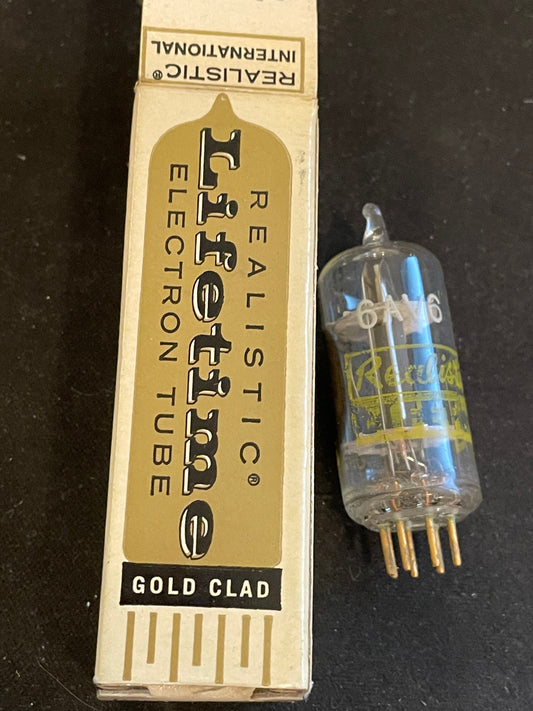 REALISTIC®
INTERNATIONAL
REALISTIC®
Lifetime
ELECTRON TUBE
GOLD CLAD
6AV6
Realistic